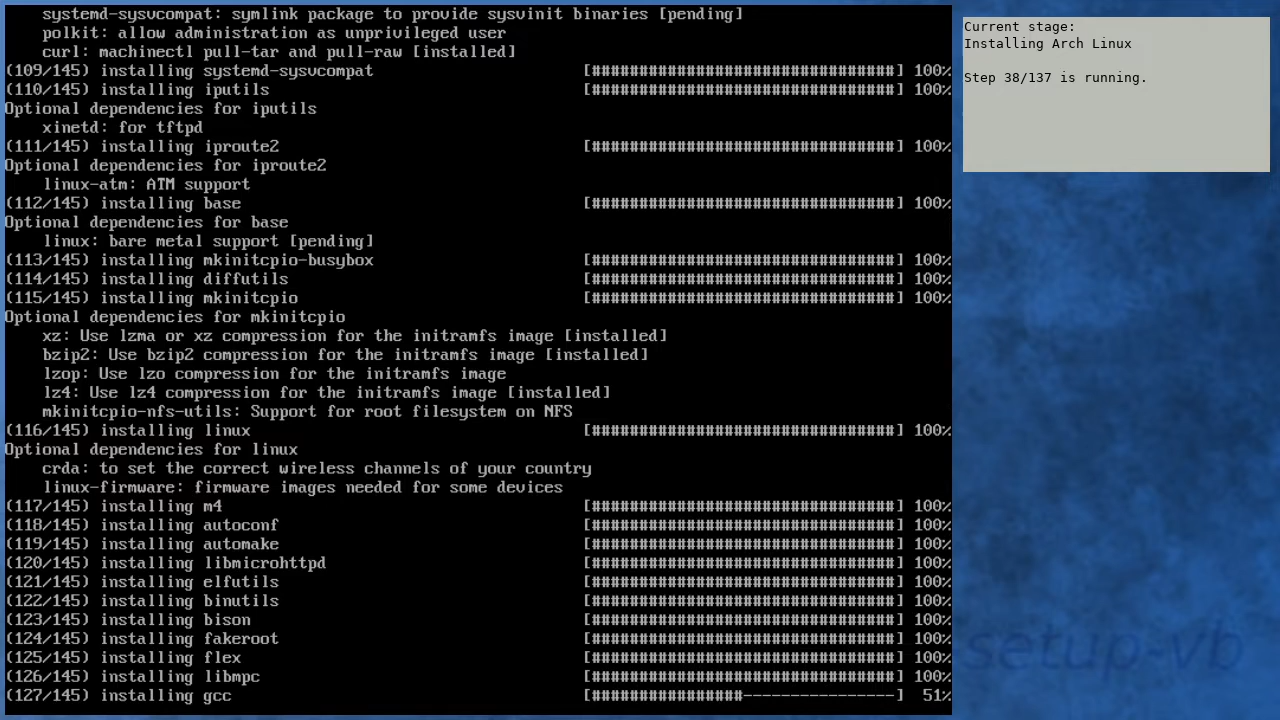 systemd-sysvcompat: symlink package to provide sysvinit binaries [pending]
polkit: allow administration as unprivileged user
curl: machinectl pull-tar and pull-raw [installed]
(109/145) installing systemd-sysvcompat [################################] 100%
(110/145) installing iputils [################################] 100%
Optional dependencies for iputils
xinetd: for tftpd
(111/145) installing iproute2 [################################] 100%
Optional dependencies for iproute2
linux-atm: ATM support
(112/145) installing base [################################] 100%
Optional dependencies for base
linux: bare metal support [pending]
(113/145) installing mkinitcpio-busybox [################################] 100%
(114/145) installing diffutils [################################] 100%
(115/145) installing mkinitcpio [################################] 100%
Optional dependencies for mkinitcpio
xz: Use lzma or xz compression for the initramfs image [installed]
bzip2: Use bzip2 compression for the initramfs image [installed]
lzop: Use lzo compression for the initramfs image
lz4: Use lz4 compression for the initramfs image [installed]
mkinitcpio-nfs-utils: Support for root filesystem on NFS
(116/145) installing linux [################################] 100%
Optional dependencies for linux
crda: to set the correct wireless channels of your country
linux-firmware: firmware images needed for some devices
(117/145) installing m4 [################################] 100%
(118/145) installing autoconf [################################] 100%
(119/145) installing automake [################################] 100%
(120/145) installing libmicrohttpd [################################] 100%
(121/145) installing elfutils [################################] 100%
(122/145) installing binutils [################################] 100%
(123/145) installing bison [################################] 100%
(124/145) installing fakeroot [################################] 100%
(125/145) installing flex [################################] 100%
(126/145) installing libmpc [################################] 100%
(127/145) installing gcc [################----------------] 51%
Current stage:
Installing Arch Linux
Step 38/137 is running.
setup-vb